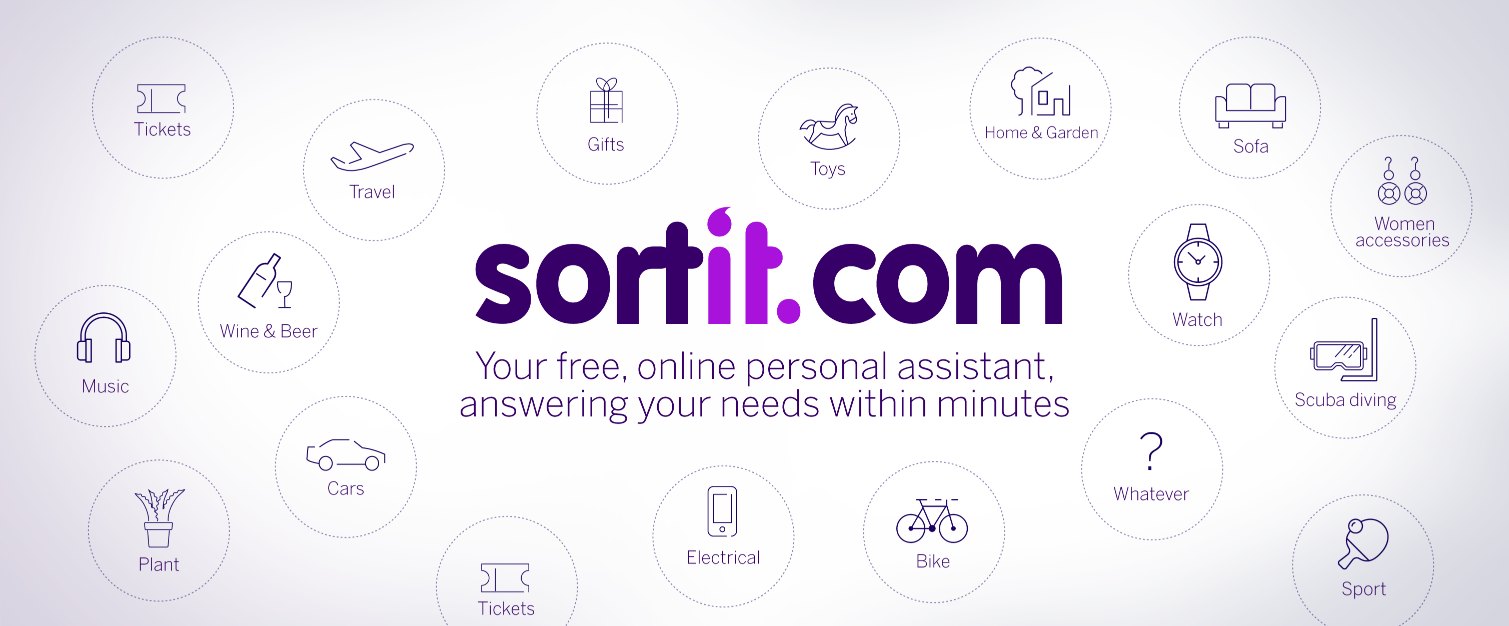 Tickets
Travel
Gifts
Toys
Home & Garden
Sofa
Women
accessories
Wine & Beer
Music
sortit.com
Your free, online personal assistant,
answering your needs within minutes
Watch
Scuba diving
Cars
Plant
Tickets
Electrical
Bike
?
Whatever
Sport